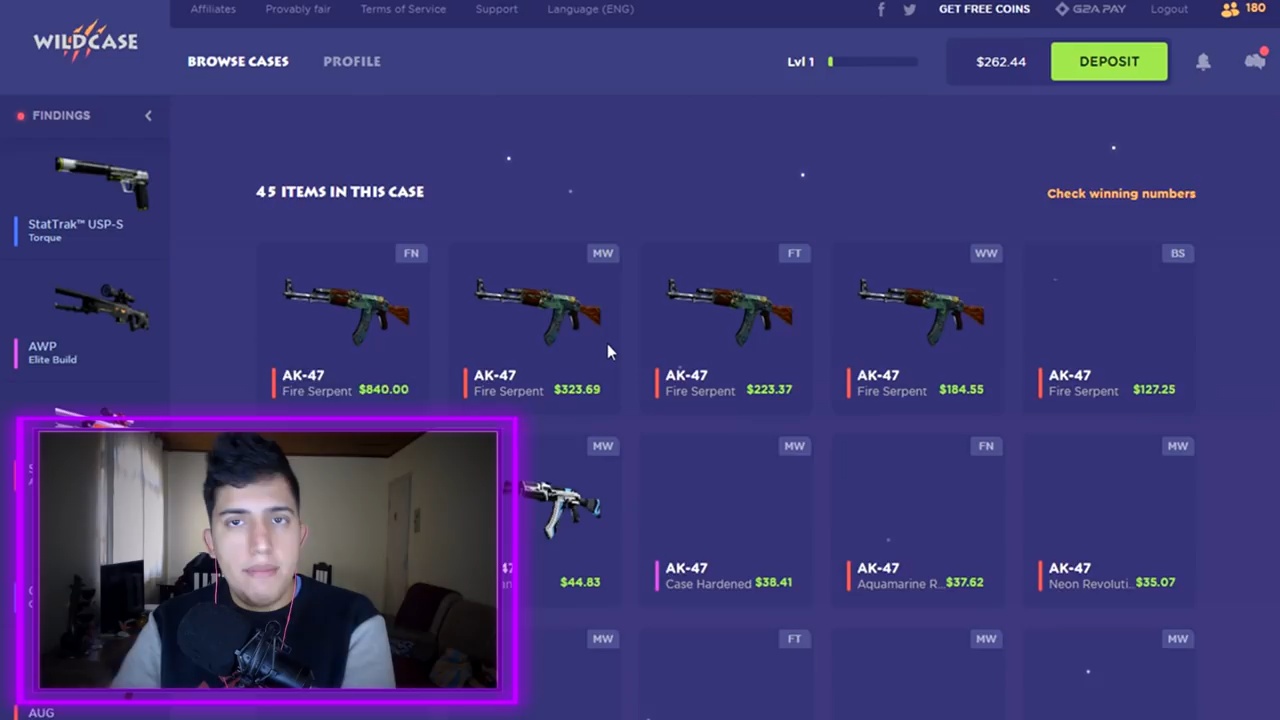 Affiliates
Provably fair
Terms of Service
Support
Language (ENG)
GET FREE COINS
G2A PAY
Logout
180
WILDCASE
BROWSE CASES
PROFILE
Lvl 1
$262.44
DEPOSIT
FINDINGS
StatTrak™ USP-S
Torque
AWP
Elite Build
AUG
45 ITEMS IN THIS CASE
Check winning numbers
FN
AK-47
Fire Serpent $840.00
MW
AK-47
Fire Serpent $323.69
FT
AK-47
Fire Serpent $223.37
WW
AK-47
Fire Serpent $184.55
BS
AK-47
Fire Serpent $127.25
MW
$44.83
MW
AK-47
Case Hardened $38.41
FN
AK-47
Aquamarine R... $37.62
MW
AK-47
Neon Revoluti... $35.07
MW
FT
MW
MW